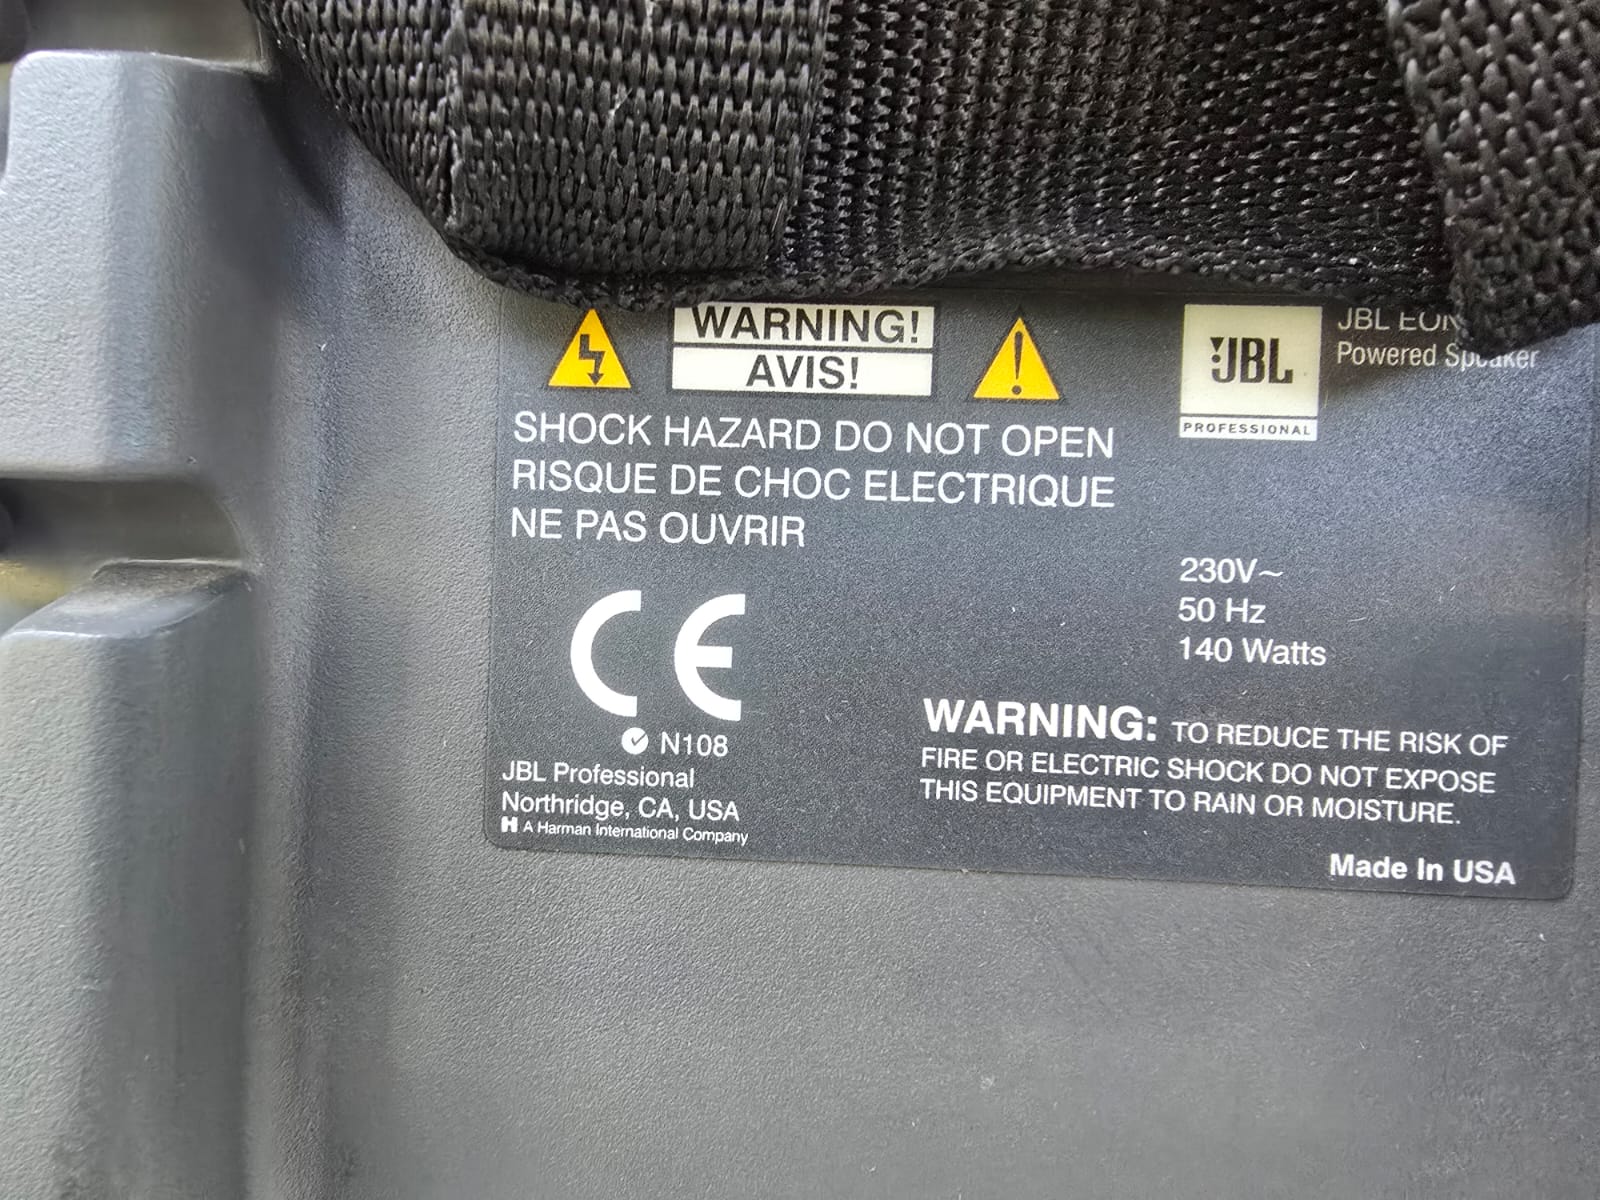 WARNING!
AVIS!
SHOCK HAZARD DO NOT OPEN
RISQUE DE CHOC ELECTRIQUE
NE PAS OUVRIR
CE
N108
JBL Professional
Northridge, CA, USA
H A Harman International Company
JBL
PROFESSIONAL
JBL EON
Powered Speaker
230V~
50 Hz
140 Watts
WARNING: TO REDUCE THE RISK OF
FIRE OR ELECTRIC SHOCK DO NOT EXPOSE
THIS EQUIPMENT TO RAIN OR MOISTURE.
Made In USA